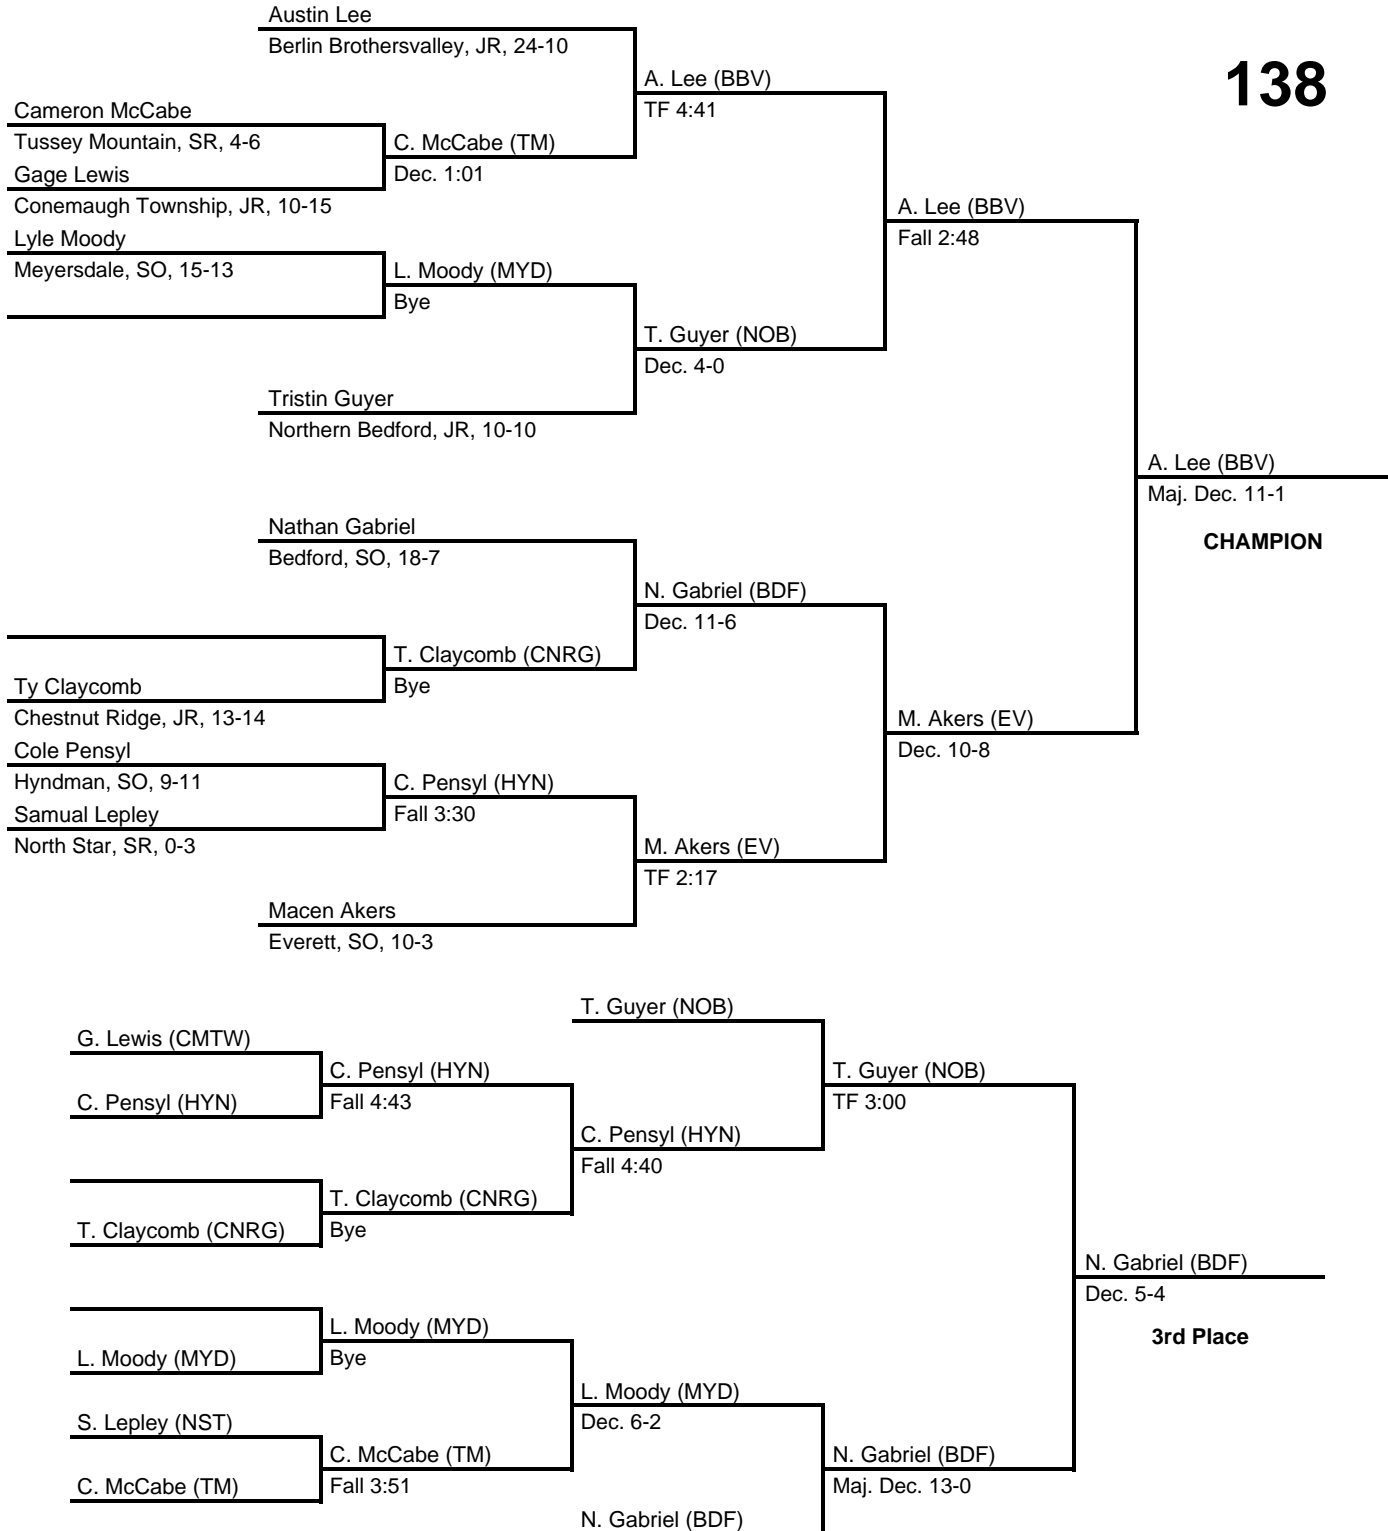 Austin Lee
Berlin Brothersvalley, JR, 24-10
138
A. Lee (BBV)
TF 4:41
Cameron McCabe
Tussey Mountain, SR, 4-6
C. McCabe (TM)
Dec. 1:01
Gage Lewis
Conemaugh Township, JR, 10-15
A. Lee (BBV)
Fall 2:48
Lyle Moody
Meyersdale, SO, 15-13
L. Moody (MYD)
Bye
T. Guyer (NOB)
Dec. 4-0
Tristin Guyer
Northern Bedford, JR, 10-10
A. Lee (BBV)
Maj. Dec. 11-1
CHAMPION
Nathan Gabriel
Bedford, SO, 18-7
N. Gabriel (BDF)
Dec. 11-6
T. Claycomb (CNRG)
Bye
Ty Claycomb
Chestnut Ridge, JR, 13-14
M. Akers (EV)
Dec. 10-8
Cole Pensyl
Hyndman, SO, 9-11
C. Pensyl (HYN)
Fall 3:30
Samual Lepley
North Star, SR, 0-3
M. Akers (EV)
TF 2:17
Macen Akers
Everett, SO, 10-3
T. Guyer (NOB)
G. Lewis (CMTW)
C. Pensyl (HYN)
Fall 4:43
C. Pensyl (HYN)
T. Guyer (NOB)
TF 3:00
C. Pensyl (HYN)
Fall 4:40
T. Claycomb (CNRG)
Bye
T. Claycomb (CNRG)
N. Gabriel (BDF)
Dec. 5-4
3rd Place
L. Moody (MYD)
Bye
L. Moody (MYD)
L. Moody (MYD)
Dec. 6-2
S. Lepley (NST)
C. McCabe (TM)
Fall 3:51
C. McCabe (TM)
N. Gabriel (BDF)
Maj. Dec. 13-0
N. Gabriel (BDF)